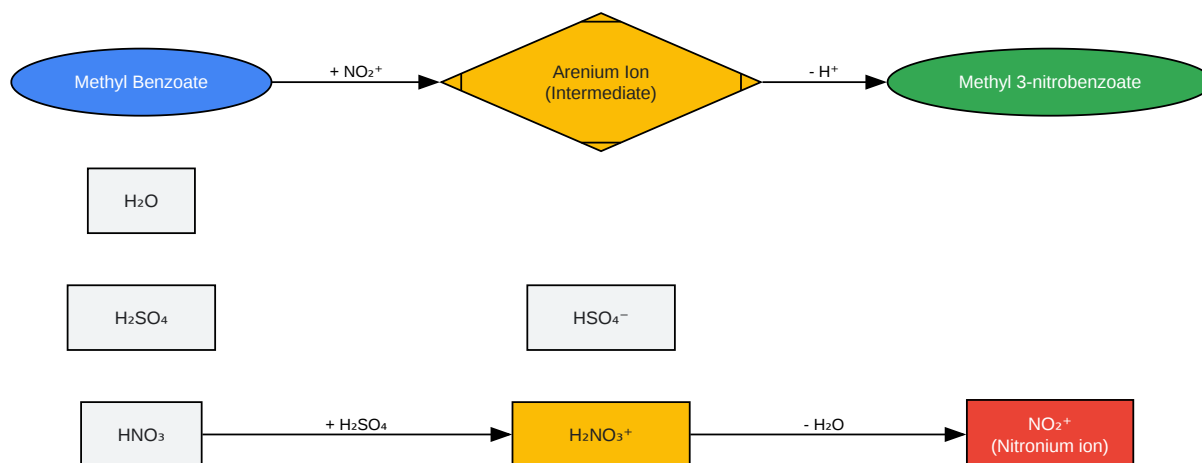 Methyl Benzoate
+ NO₂⁺
Arenium Ion
(Intermediate)
- H⁺
Methyl 3-nitrobenzoate
H₂O
H₂SO₄
HSO₄⁻
HNO₃
+ H₂SO₄
H₂NO₃⁺
- H₂O
NO₂⁺
(Nitronium ion)